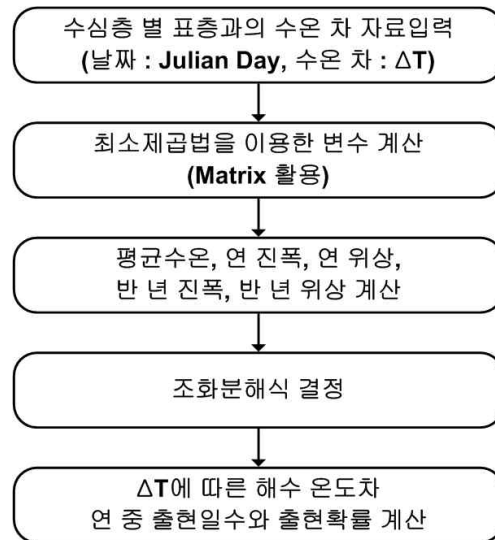 수심층 별 표층과의 수온 차 자료입력
(날짜 : Julian Day, 수온 차 : ΔT)
최소제곱법을 이용한 변수 계산
(Matrix 활용)
평균수온, 연 진폭, 연 위상,
반 년 진폭, 반 년 위상 계산
조화분해식 결정
ΔT에 따른 해수 온도차
연 중 출현일수와 출현확률 계산